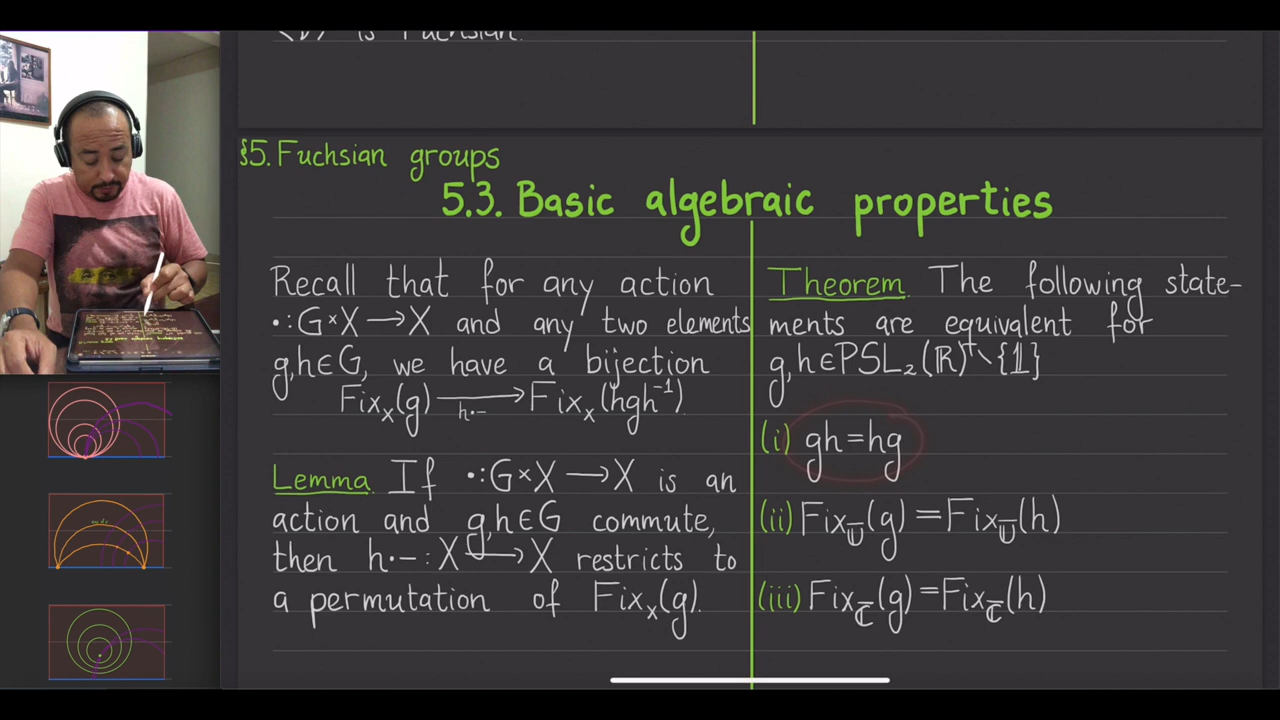 is Fuchsian.
§5. Fuchsian groups
5.3. Basic algebraic properties
Recall that for any action
•:G×X→X and any two elements
g,h∈G, we have a bijection
Fixₓ(g) → Fixₓ(hgh⁻¹).
h•−
Lemma. If •:G×X→X is an
action and g,h∈G commute,
then h•−:X→X restricts to
a permutation of Fixₓ(g).
Theorem. The following state-
ments are equivalent for
g,h∈PSL₂(ℝ)∖{𝟙}
(i) gh=hg
(ii) Fix_U̅(g)=Fix_U̅(h)
(iii) Fix_ℂ̅(g)=Fix_ℂ̅(h)